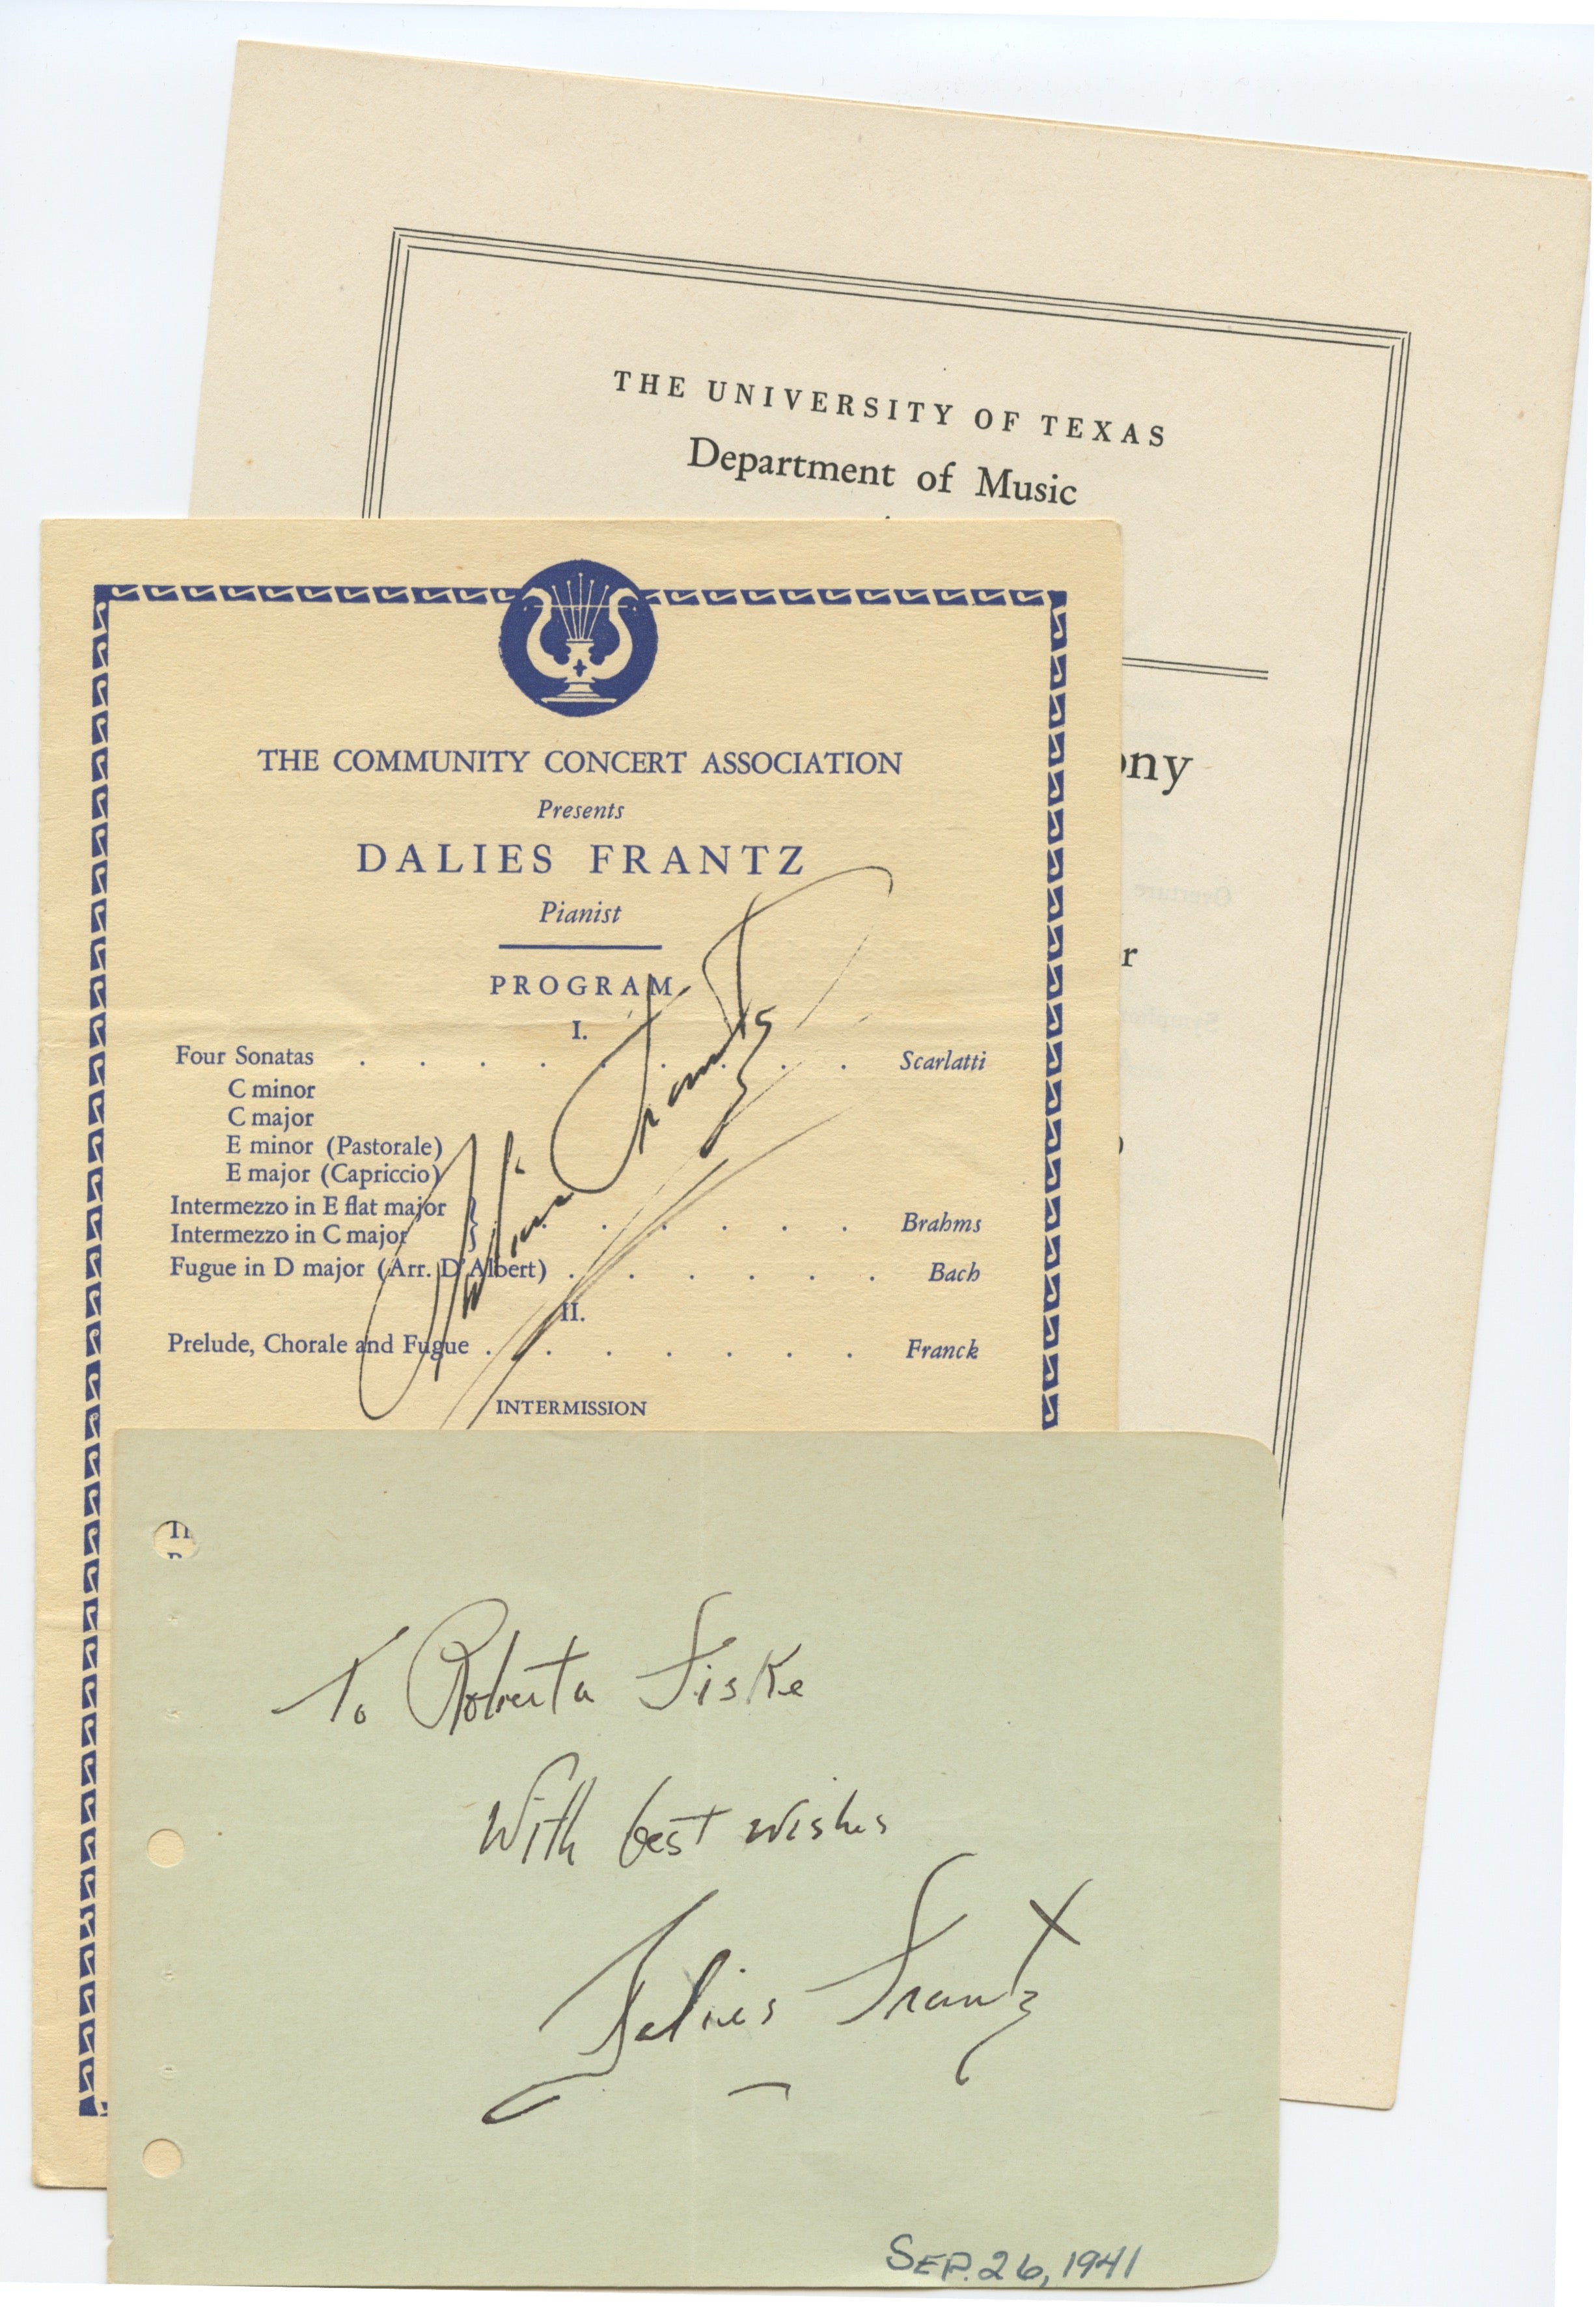 THE UNIVERSITY OF TEXAS
Department of Music
ony
r
THE COMMUNITY CONCERT ASSOCIATION
Presents
DALIES FRANTZ
Pianist
PROGRAM
I.
Four Sonatas . . . . . . . . . Scarlatti
C minor
C major
E minor (Pastorale)
E major (Capriccio)
Intermezzo in E flat major
Intermezzo in C major } . . . . . . Brahms
Fugue in D major (Arr. D'Albert) . . . . . . Bach
II.
Prelude, Chorale and Fugue . . . . . . . Franck
INTERMISSION
Dalies Frantz
To Roberta Fiske
With best wishes
Dalies Frantz
SEP. 26, 1941